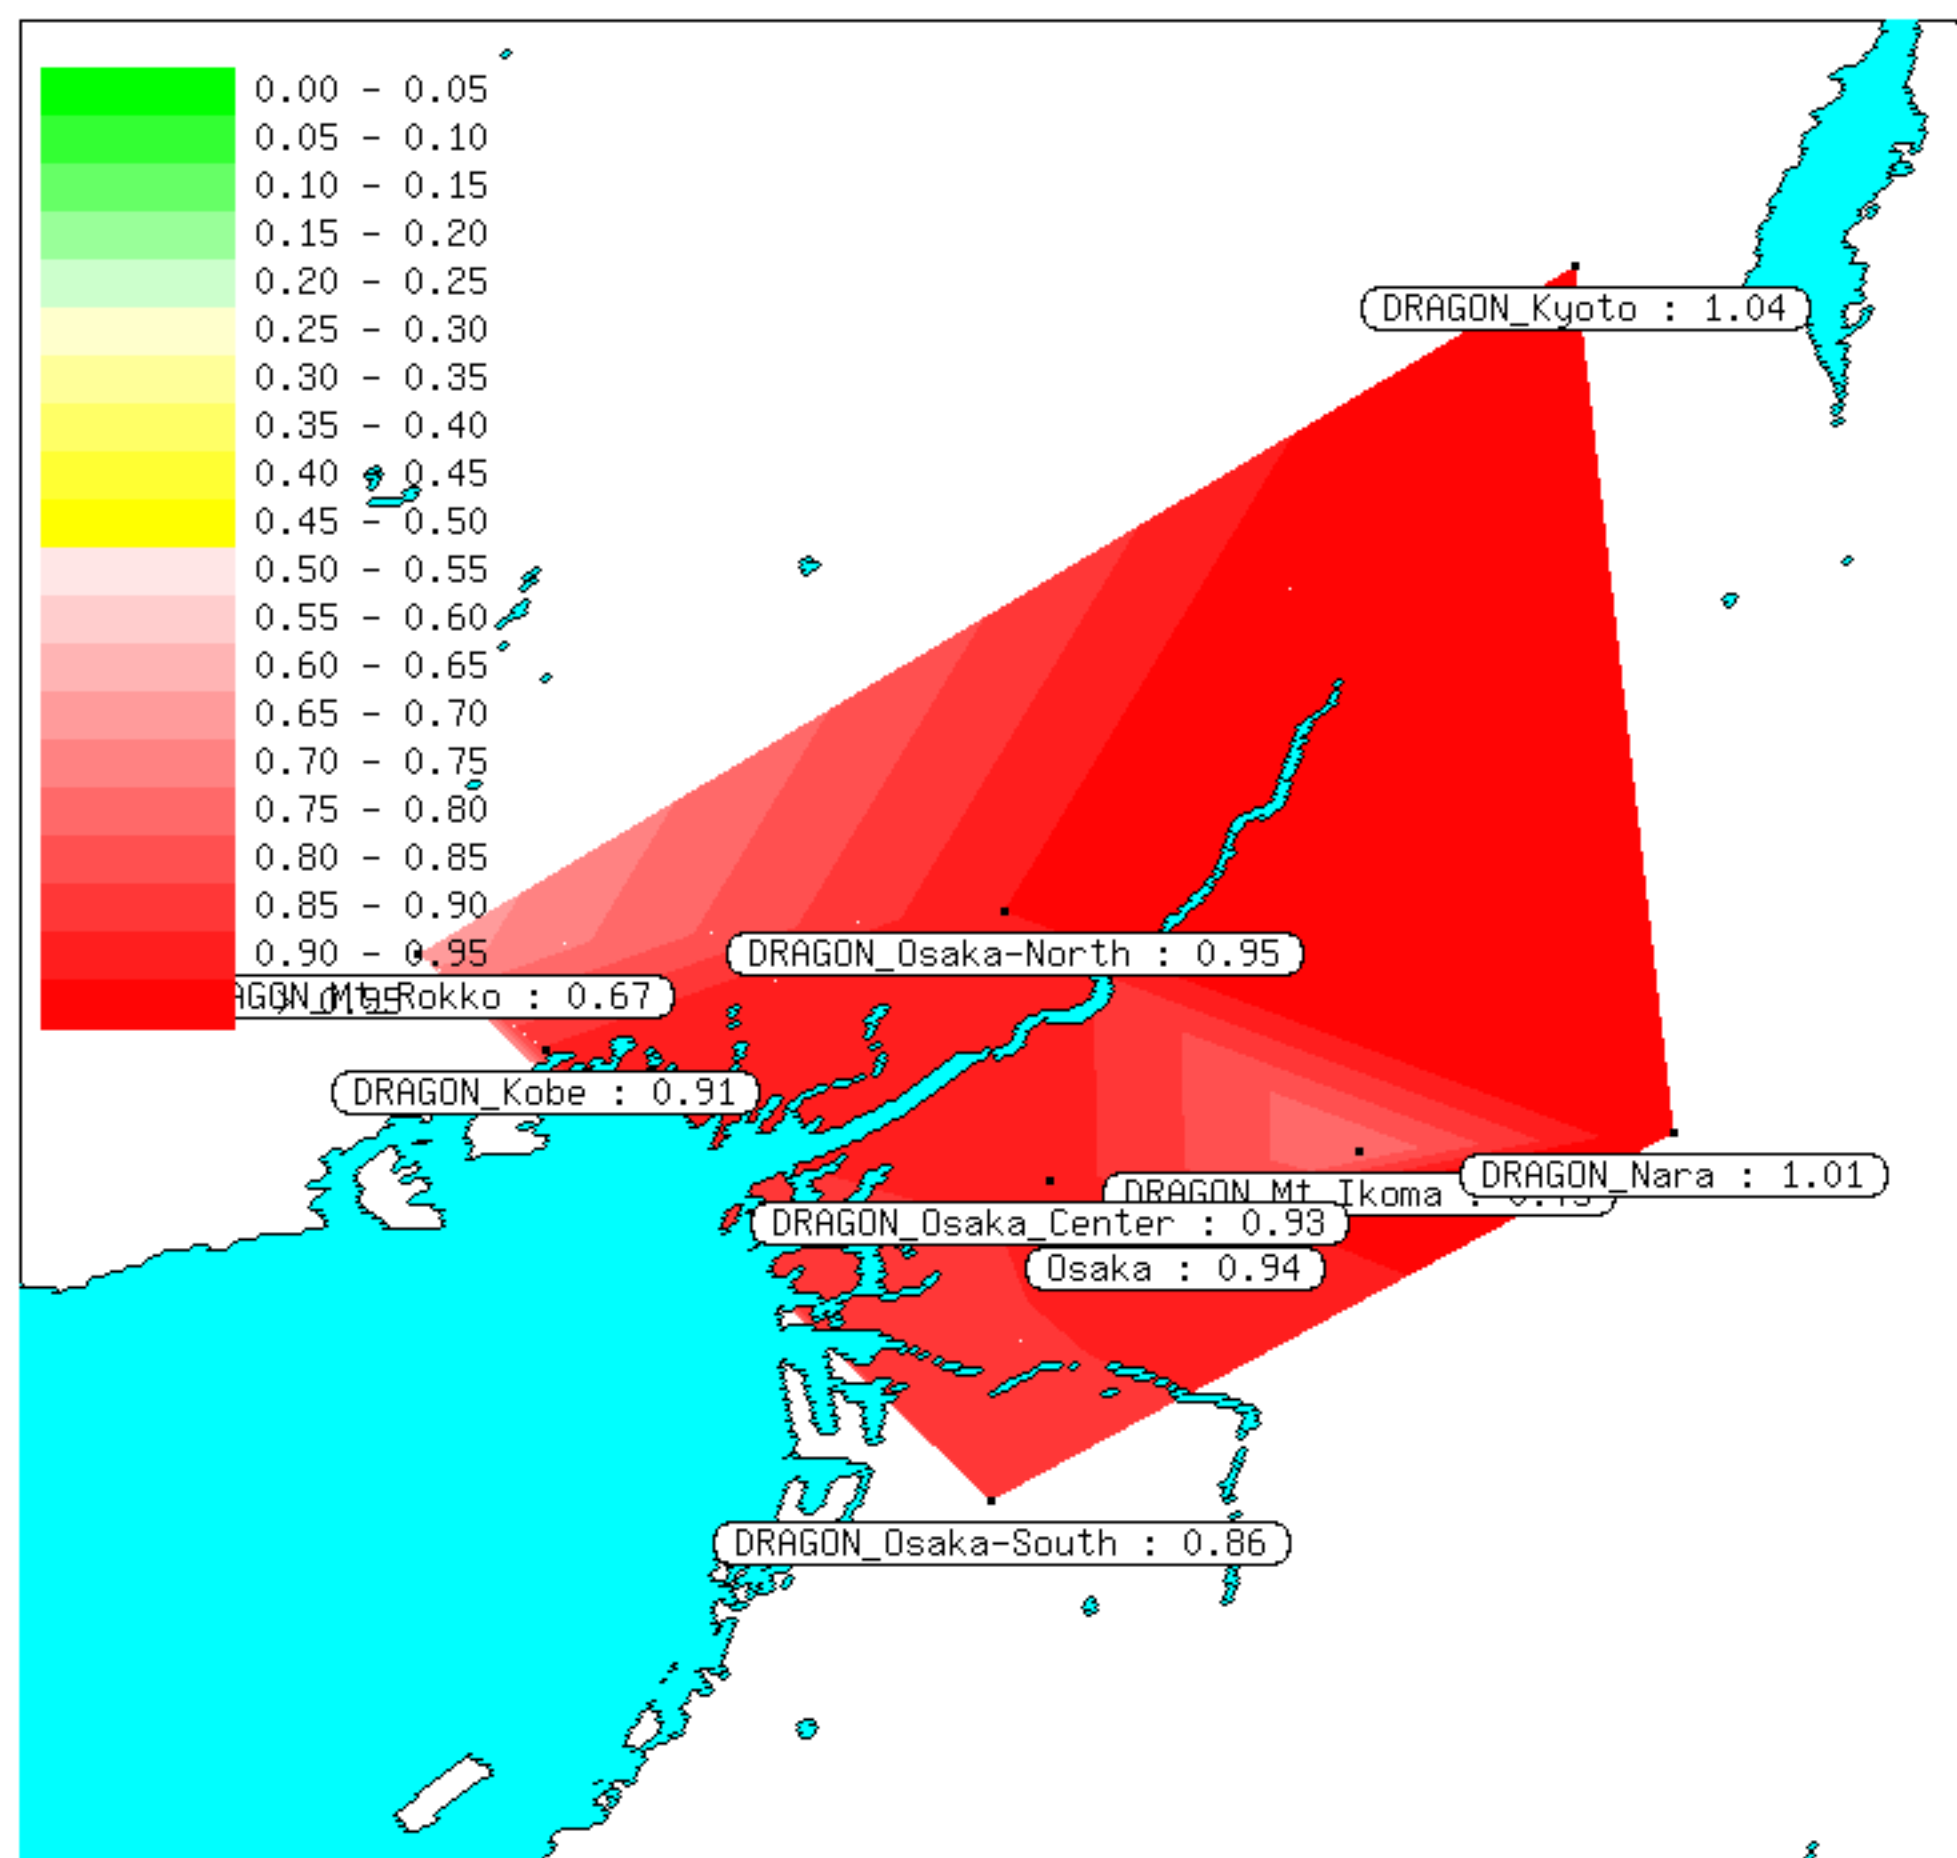 0.00 - 0.05
0.05 - 0.10
0.10 - 0.15
0.15 - 0.20
0.20 - 0.25
0.25 - 0.30
0.30 - 0.35
0.35 - 0.40
0.40 - 0.45
0.45 - 0.50
0.50 - 0.55
0.55 - 0.60
0.60 - 0.65
0.65 - 0.70
0.70 - 0.75
0.75 - 0.80
0.80 - 0.85
0.85 - 0.90
0.90 - 0.95
DRAGON_Kyoto : 1.04
DRAGON_Osaka-North : 0.95
AGON_Mt_Rokko : 0.67
DRAGON_Kobe : 0.91
DRAGON_Nara : 1.01
DRAGON_Mt_Ikoma :
DRAGON_Osaka_Center : 0.93
Osaka : 0.94
DRAGON_Osaka-South : 0.86